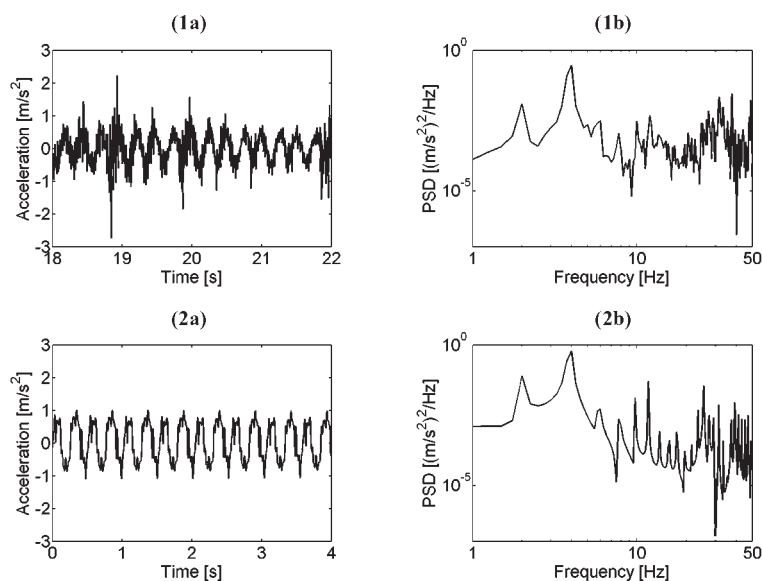 (1a)
3
2
1
0
-1
-2
-3
18 19 20 21 22
Acceleration [m/s²]
Time [s]
(1b)
10⁰
10⁻⁵
1 10 50
PSD [(m/s²)²/Hz]
Frequency [Hz]
(2a)
3
2
1
0
-1
-2
-3
0 1 2 3 4
Acceleration [m/s²]
Time [s]
(2b)
10⁰
10⁻⁵
1 10 50
PSD [(m/s²)²/Hz]
Frequency [Hz]